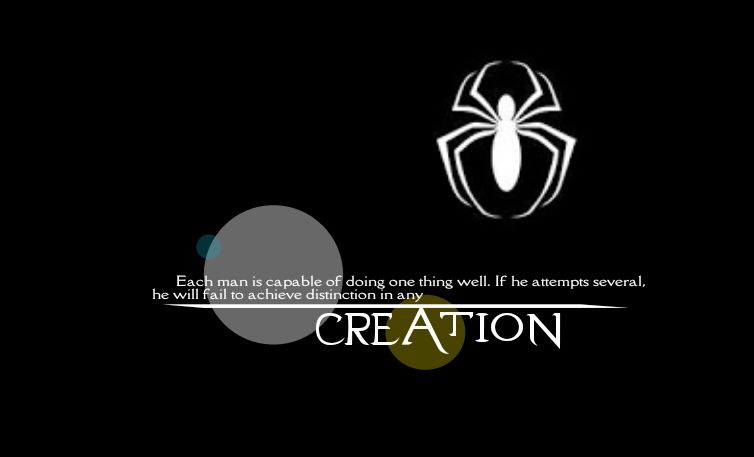 Each man is capable of doing one thing well. If he attempts several,
he will fail to achieve distinction in any
CREATION